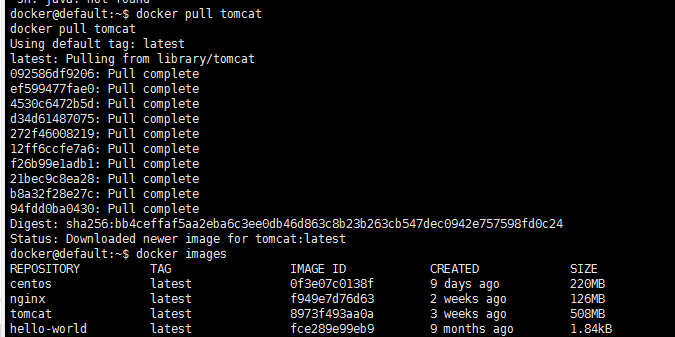 sh: java: not found
docker@default:~$ docker pull tomcat
docker pull tomcat
Using default tag: latest
latest: Pulling from library/tomcat
092586df9206: Pull complete
ef599477fae0: Pull complete
4530c6472b5d: Pull complete
d34d61487075: Pull complete
272f46008219: Pull complete
12ff6ccfe7a6: Pull complete
f26b99e1adb1: Pull complete
21bec9c8ea28: Pull complete
b8a32f28e27c: Pull complete
94fdd0ba0430: Pull complete
Digest: sha256:bb4ceffaf5aa2eba6c3ee0db46d863c8b23b263cb547dec0942e757598fd0c24
Status: Downloaded newer image for tomcat:latest
docker@default:~$ docker images
REPOSITORY TAG IMAGE ID CREATED SIZE
centos latest 0f3e07c0138f 9 days ago 220MB
nginx latest f949e7d76d63 2 weeks ago 126MB
tomcat latest 8973f493aa0a 3 weeks ago 508MB
hello-world latest fce289e99eb9 9 months ago 1.84kB